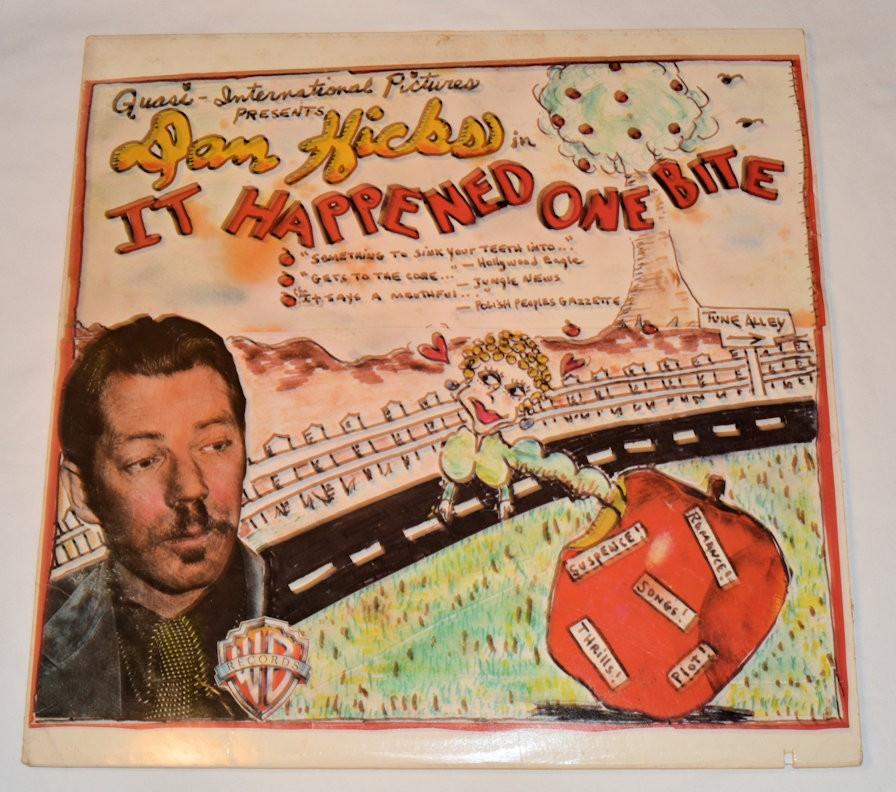 Quasi-International Pictures
PRESENTS
Dan Hicks in
IT HAPPENED ONE BITE
"SOMETHING TO SINK YOUR TEETH INTO..."
— Hollywood Eagle
"GETS TO THE CORE..."
— JUNGLE NEWS
"It SAYS A MOUTHFUL..."
— POLISH PEOPLES GAZZETTE
TUNE ALLEY
SUSPENCE!
ROMANCE!
SONGS!
THRILLS!
PLOT!
WB
RECORDS